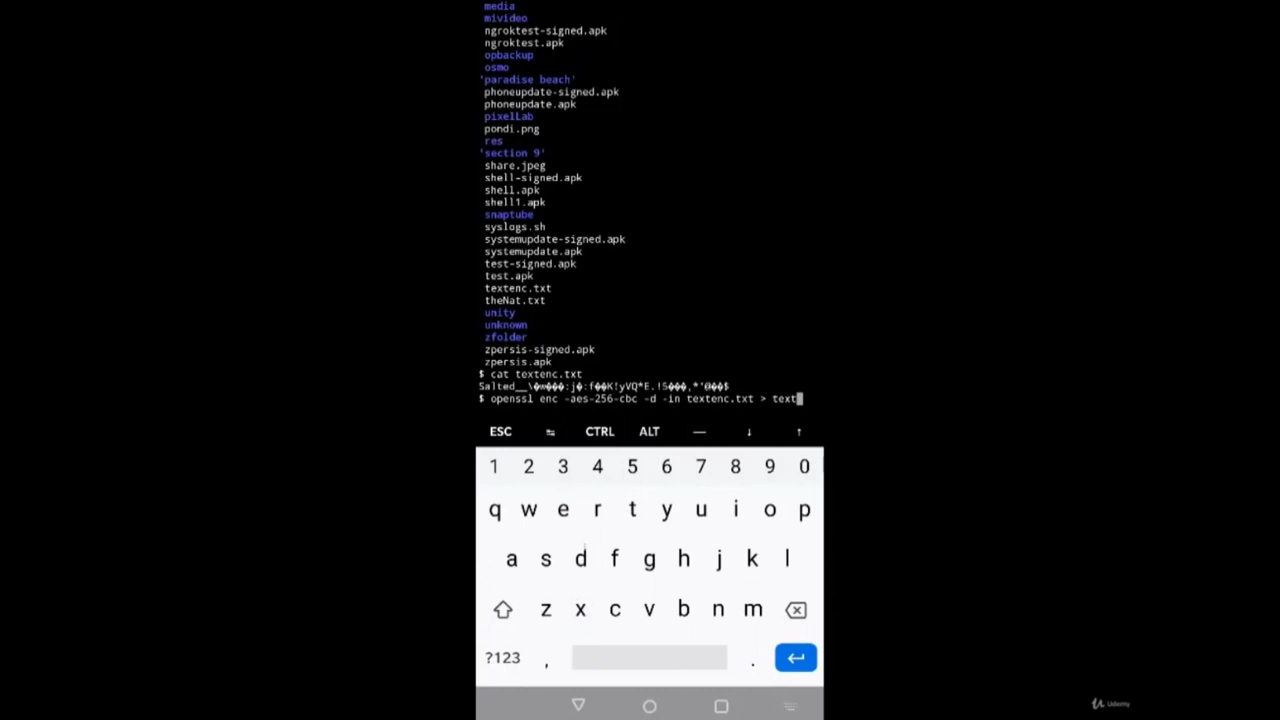 media
mivideo
ngroktest-signed.apk
ngroktest.apk
opbackup
osmo
'paradise beach'
phoneupdate-signed.apk
phoneupdate.apk
pixelLab
pondi.png
res
'section 9'
share.jpeg
shell-signed.apk
shell.apk
shell1.apk
snaptube
syslogs.sh
systemupdate-signed.apk
systemupdate.apk
test-signed.apk
test.apk
textenc.txt
theNat.txt
unity
unknown
zfolder
zpersis-signed.apk
zpersis.apk
$ cat textenc.txt
Salted__\�w���:j�:f��K!yVQ*E.!5���,*"@��$
$ openssl enc -aes-256-cbc -d -in textenc.txt > text
ESC ⇆ CTRL ALT — ↓ ↑
1 2 3 4 5 6 7 8 9 0
q w e r t y u i o p
a s d f g h j k l
z x c v b n m
?123 , .
Udemy